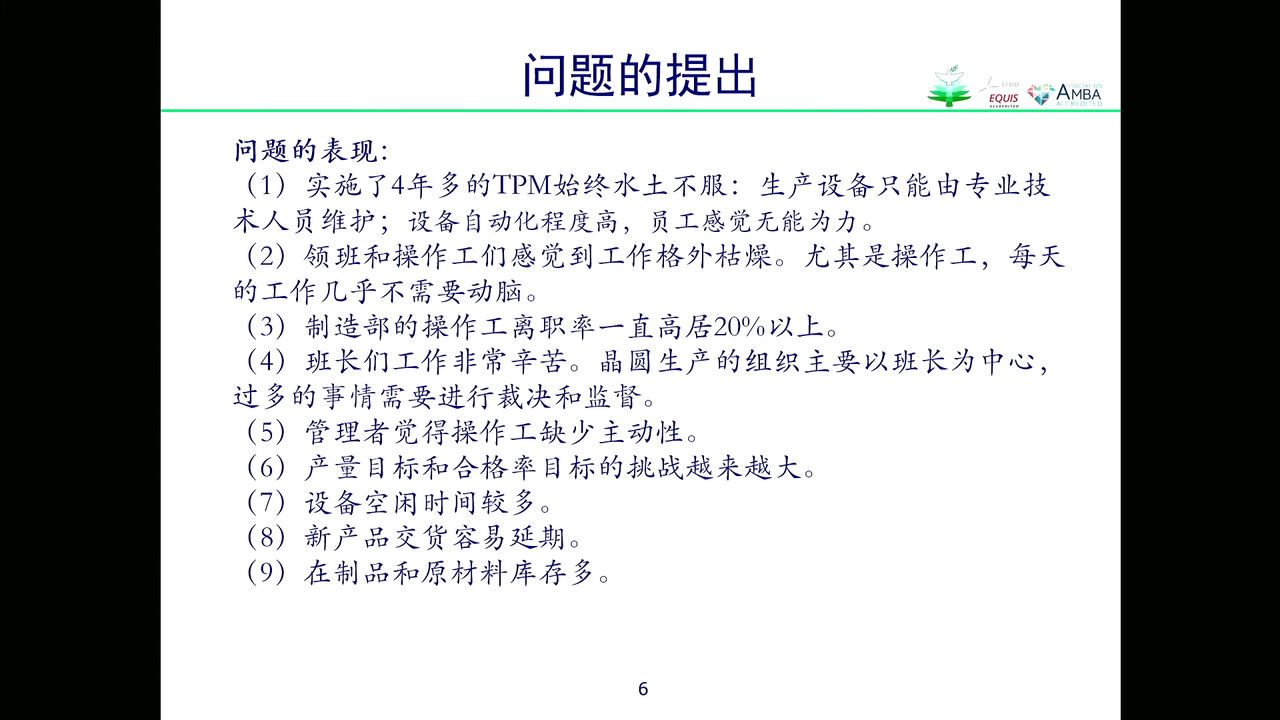 问题的提出
EFMD
EQUIS
ACCREDITED
ASSOCIATION
AMBA
ACCREDITED
问题的表现：
（1）实施了4年多的TPM始终水土不服：生产设备只能由专业技
术人员维护；设备自动化程度高，员工感觉无能为力。
（2）领班和操作工们感觉到工作格外枯燥。尤其是操作工，每天
的工作几乎不需要动脑。
（3）制造部的操作工离职率一直高居20%以上。
（4）班长们工作非常辛苦。晶圆生产的组织主要以班长为中心，
过多的事情需要进行裁决和监督。
（5）管理者觉得操作工缺少主动性。
（6）产量目标和合格率目标的挑战越来越大。
（7）设备空闲时间较多。
（8）新产品交货容易延期。
（9）在制品和原材料库存多。
6